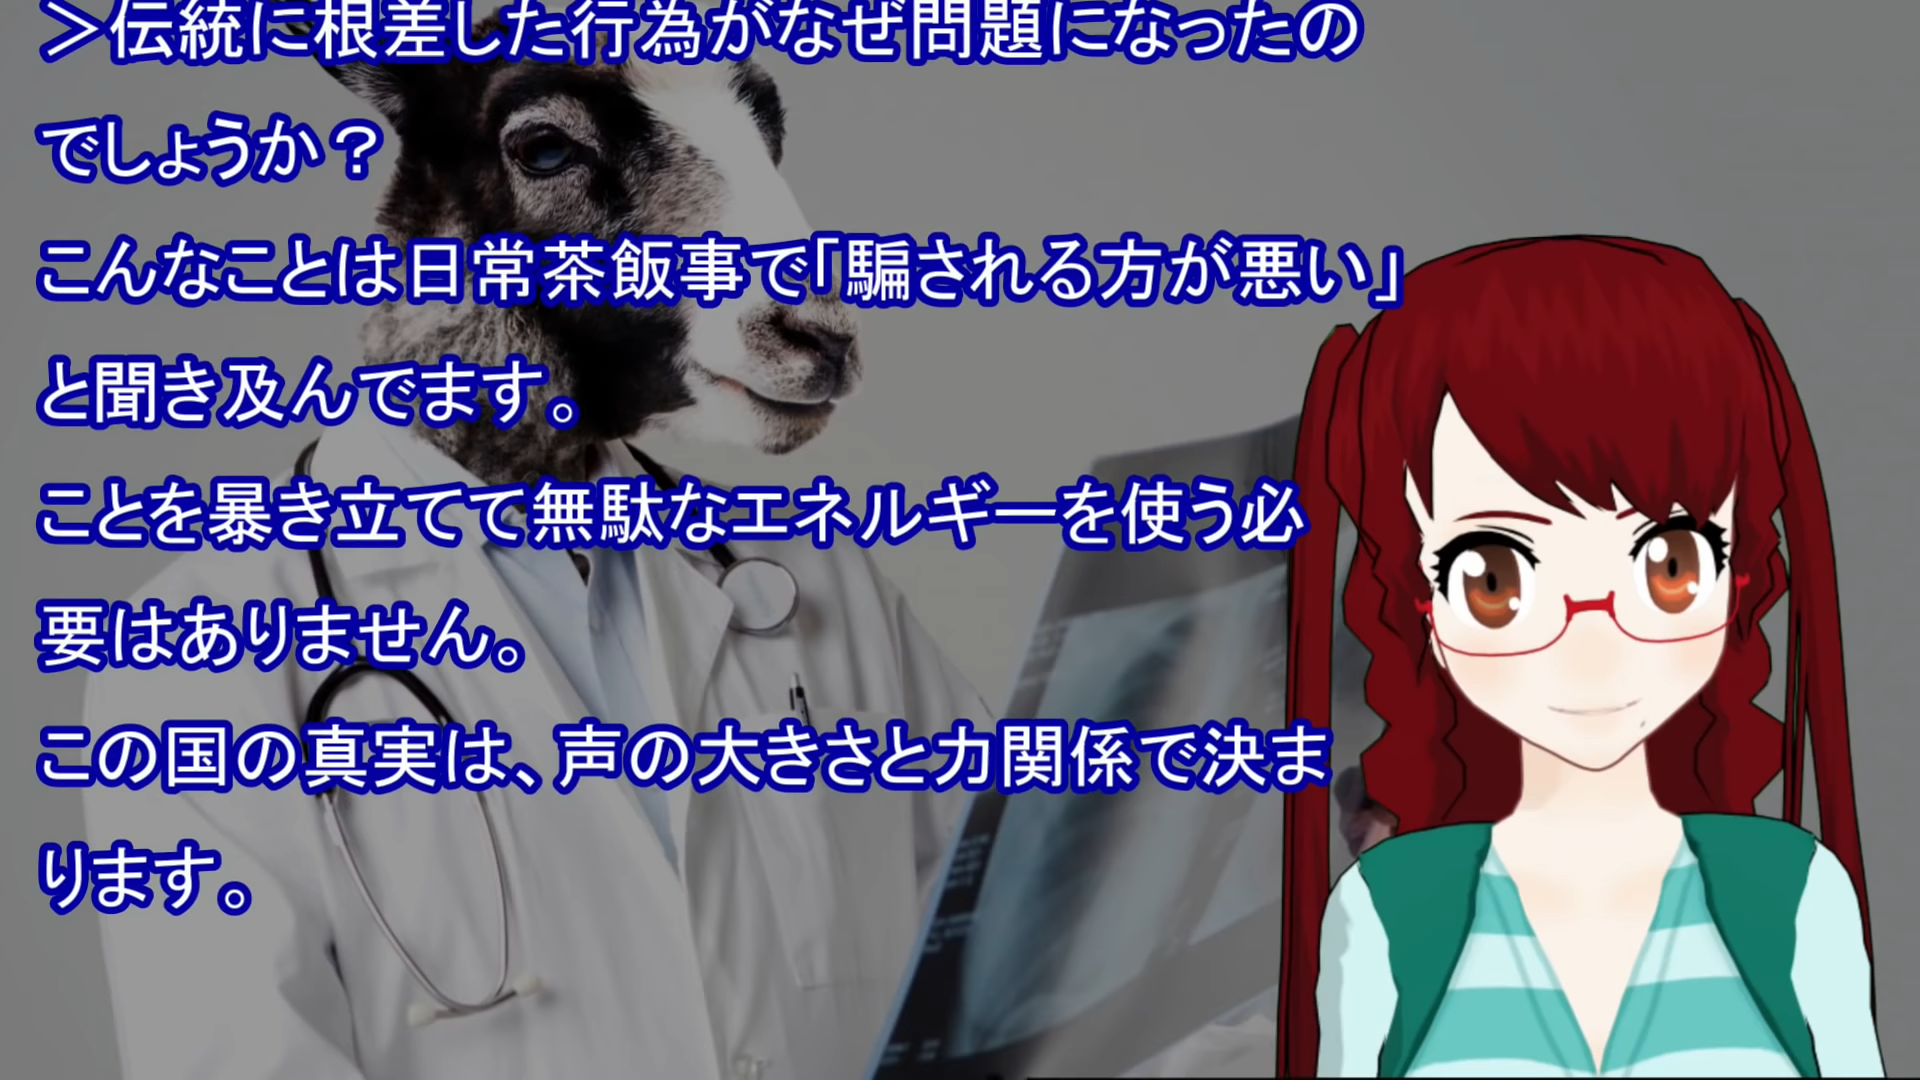 ＞伝統に根差した行為がなぜ問題になったの
でしょうか？
こんなことは日常茶飯事で「騙される方が悪い」
と聞き及んでます。
ことを暴き立てて無駄なエネルギーを使う必
要はありません。
この国の真実は、声の大きさと力関係で決ま
ります。